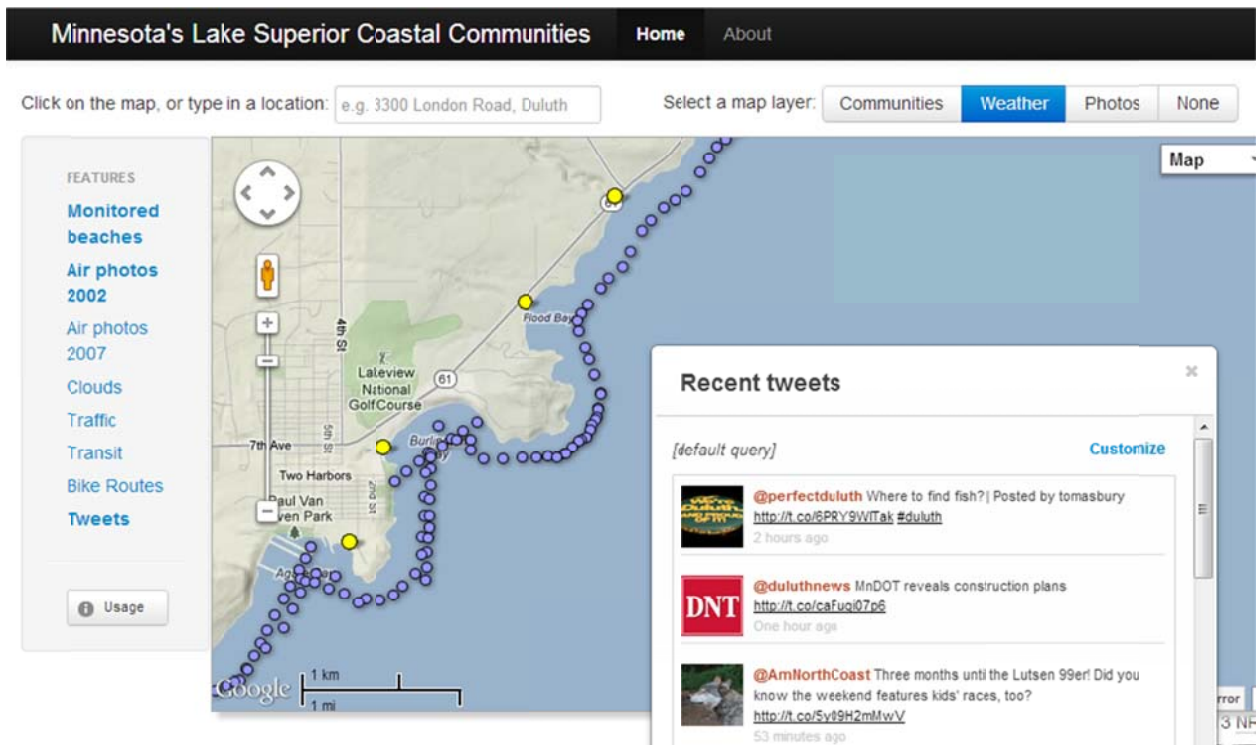 Minnesota's Lake Superior Coastal Communities
Home
About
Click on the map, or type in a location:
e.g. 3300 London Road, Duluth
Select a map layer:
Communities
Weather
Photos
None
FEATURES
Monitored
beaches
Air photos
2002
Air photos
2007
Clouds
Traffic
Transit
Bike Routes
Tweets
Usage
Map
61
Flood Bay
4th St
Lakeview
National
GolfCourse
61
7th Ave
5th St
Two Harbors
2nd St
Paul Van
Park
Google
1 km
1 mi
Recent tweets
[default query]
Customize
@perfectduluth Where to find fish?| Posted by tomasbury
http://t.co/6PRY9WITak #duluth
2 hours ago
DNT
@duluthnews MnDOT reveals construction plans
http://t.co/caFuqi07p6
One hour ago
@AmNorthCoast Three months until the Lutsen 99er! Did you
know the weekend features kids' races, too?
http://t.co/5y09H2mMwV
53 minutes ago